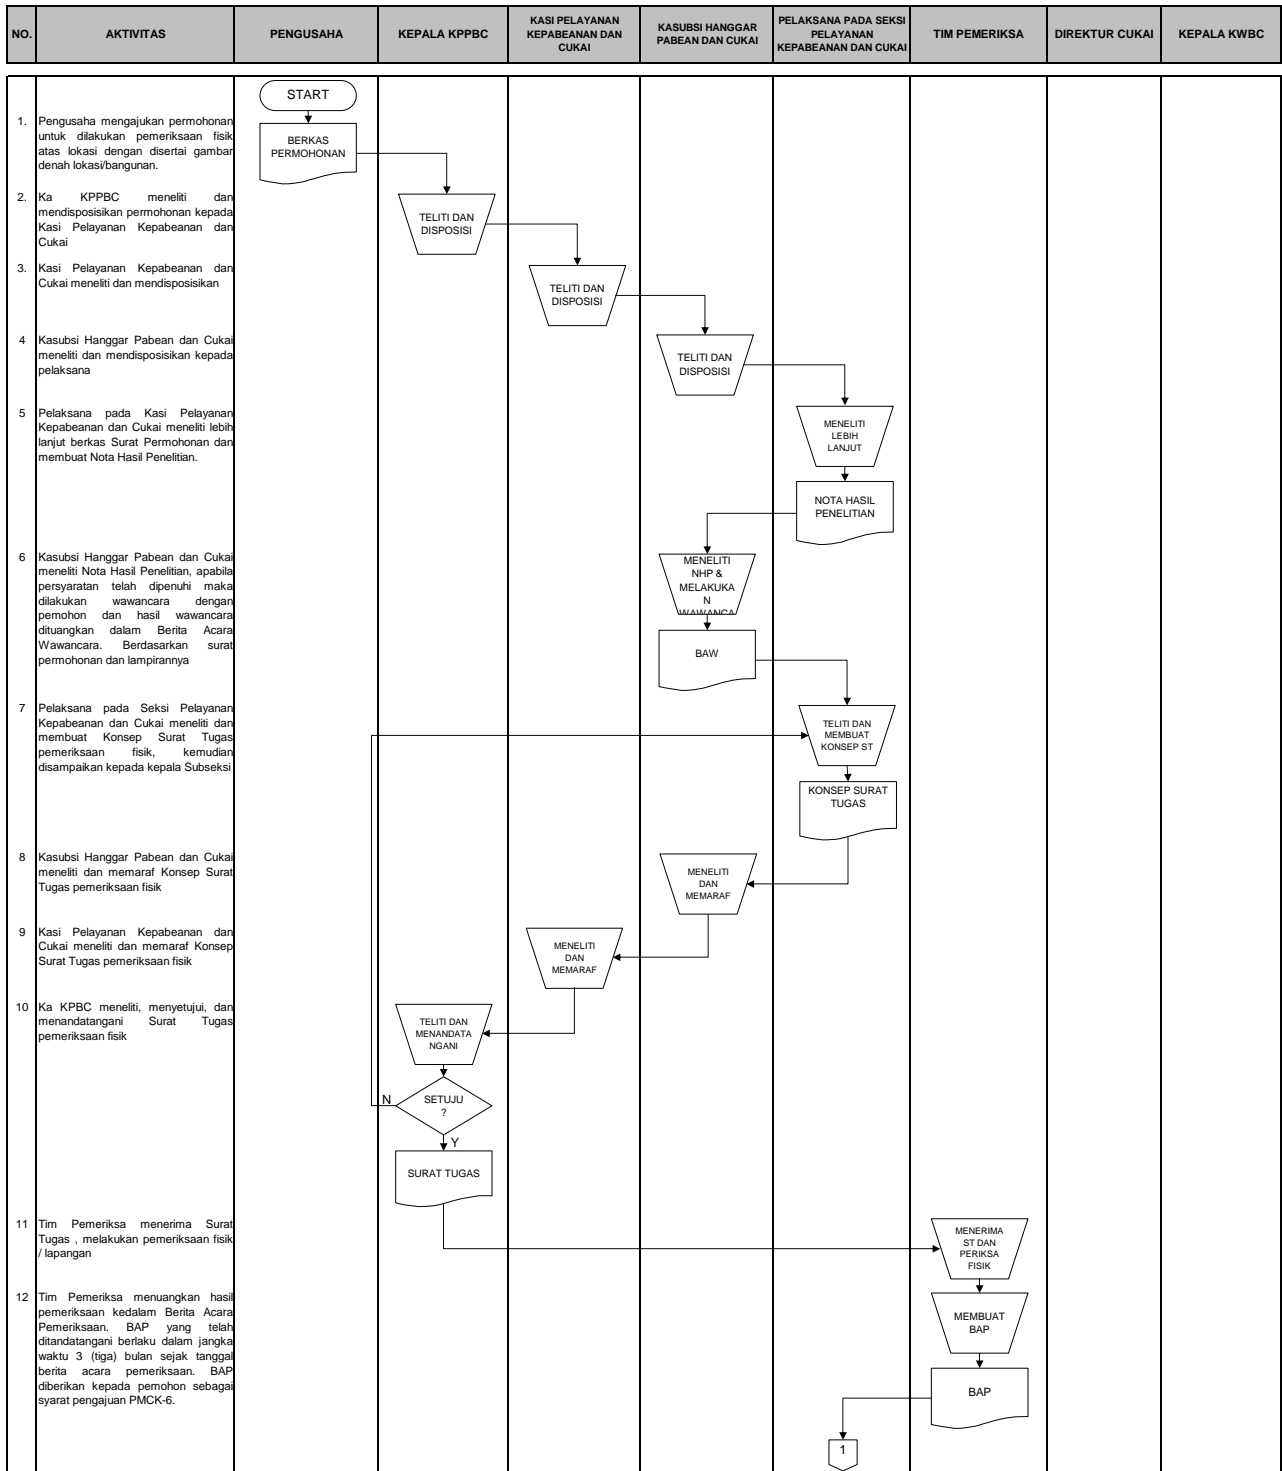 NO.
AKTIVITAS
PENGUSAHA
KEPALA KPPBC
KASI PELAYANAN
KEPABEANAN DAN
CUKAI
KASUBSI HANGGAR
PABEAN DAN CUKAI
PELAKSANA PADA SEKSI
PELAYANAN
KEPABEANAN DAN CUKAI
TIM PEMERIKSA
DIREKTUR CUKAI
KEPALA KWBC
START
1. Pengusaha mengajukan permohonan
untuk dilakukan pemeriksaan fisik
atas lokasi dengan disertai gambar
denah lokasi/bangunan.
BERKAS
PERMOHONAN
2. Ka KPPBC meneliti dan
mendisposisikan permohonan kepada
Kasi Pelayanan Kepabeanan dan
Cukai
TELITI DAN
DISPOSISI
3. Kasi Pelayanan Kepabeanan dan
Cukai meneliti dan mendisposisikan
TELITI DAN
DISPOSISI
4 Kasubsi Hanggar Pabean dan Cukai
meneliti dan mendisposisikan kepada
pelaksana
TELITI DAN
DISPOSISI
5 Pelaksana pada Kasi Pelayanan
Kepabeanan dan Cukai meneliti lebih
lanjut berkas Surat Permohonan dan
membuat Nota Hasil Penelitian.
MENELITI
LEBIH
LANJUT
NOTA HASIL
PENELITIAN
6 Kasubsi Hanggar Pabean dan Cukai
meneliti Nota Hasil Penelitian, apabila
persyaratan telah dipenuhi maka
dilakukan wawancara dengan
pemohon dan hasil wawancara
dituangkan dalam Berita Acara
Wawancara. Berdasarkan surat
permohonan dan lampirannya
MENELITI
NHP &
MELAKUKA
N
WAWANCA
BAW
7 Pelaksana pada Seksi Pelayanan
Kepabeanan dan Cukai meneliti dan
membuat Konsep Surat Tugas
pemeriksaan fisik, kemudian
disampaikan kepada kepala Subseksi
TELITI DAN
MEMBUAT
KONSEP ST
KONSEP SURAT
TUGAS
8 Kasubsi Hanggar Pabean dan Cukai
meneliti dan memaraf Konsep Surat
Tugas pemeriksaan fisik
MENELITI
DAN
MEMARAF
9 Kasi Pelayanan Kepabeanan dan
Cukai meneliti dan memaraf Konsep
Surat Tugas pemeriksaan fisik
MENELITI
DAN
MEMARAF
10 Ka KPBC meneliti, menyetujui, dan
menandatangani Surat Tugas
pemeriksaan fisik
TELITI DAN
MENANDATA
NGANI
N
SETUJU
?
Y
SURAT TUGAS
11 Tim Pemeriksa menerima Surat
Tugas , melakukan pemeriksaan fisik
/ lapangan
MENERIMA
ST DAN
PERIKSA
FISIK
12 Tim Pemeriksa menuangkan hasil
pemeriksaan kedalam Berita Acara
Pemeriksaan. BAP yang telah
ditandatangani berlaku dalam jangka
waktu 3 (tiga) bulan sejak tanggal
berita acara pemeriksaan. BAP
diberikan kepada pemohon sebagai
syarat pengajuan PMCK-6.
MEMBUAT
BAP
BAP
1